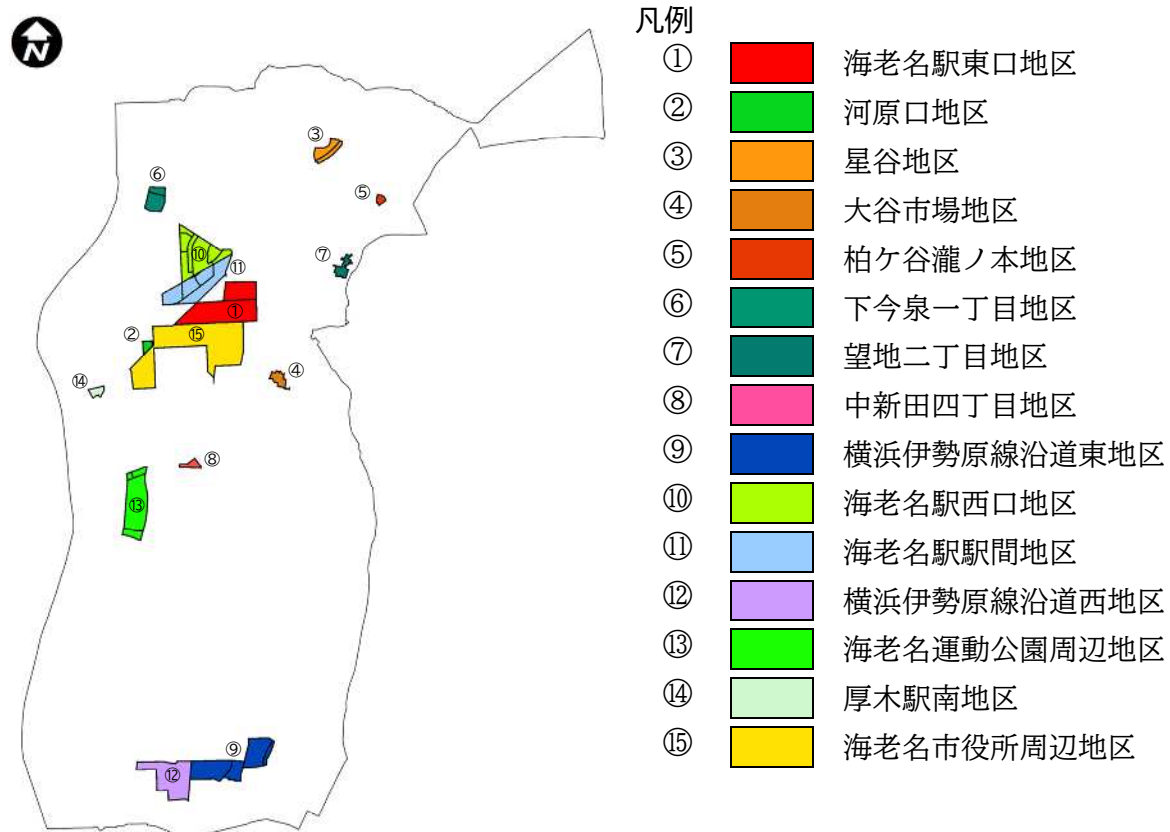 N
凡例
① 海老名駅東口地区
② 河原口地区
③ 星谷地区
④ 大谷市場地区
⑤ 柏ケ谷瀧ノ本地区
⑥ 下今泉一丁目地区
⑦ 望地二丁目地区
⑧ 中新田四丁目地区
⑨ 横浜伊勢原線沿道東地区
⑩ 海老名駅西口地区
⑪ 海老名駅駅間地区
⑫ 横浜伊勢原線沿道西地区
⑬ 海老名運動公園周辺地区
⑭ 厚木駅南地区
⑮ 海老名市役所周辺地区
③
⑥
⑤
⑩
⑪
⑦
①
②
⑮
④
⑭
⑧
⑬
⑨
⑫